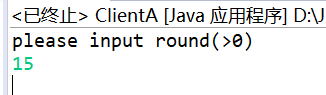 <已终止> ClientA [Java 应用程序] D:\J
please input round(>0)
15